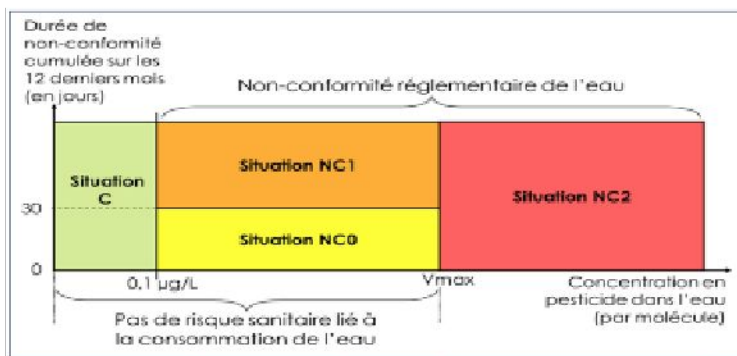 Durée de
non-conformité
cumulée sur les
12 derniers mois
(en jours)
Non-conformité réglementaire de l'eau
Situation
C
Situation NC1
Situation NC2
30
Situation NC0
0
0,1 µg/L
Vmax
Concentration en
pesticide dans l'eau
(par molécule)
Pas de risque sanitaire lié à
la consommation de l'eau